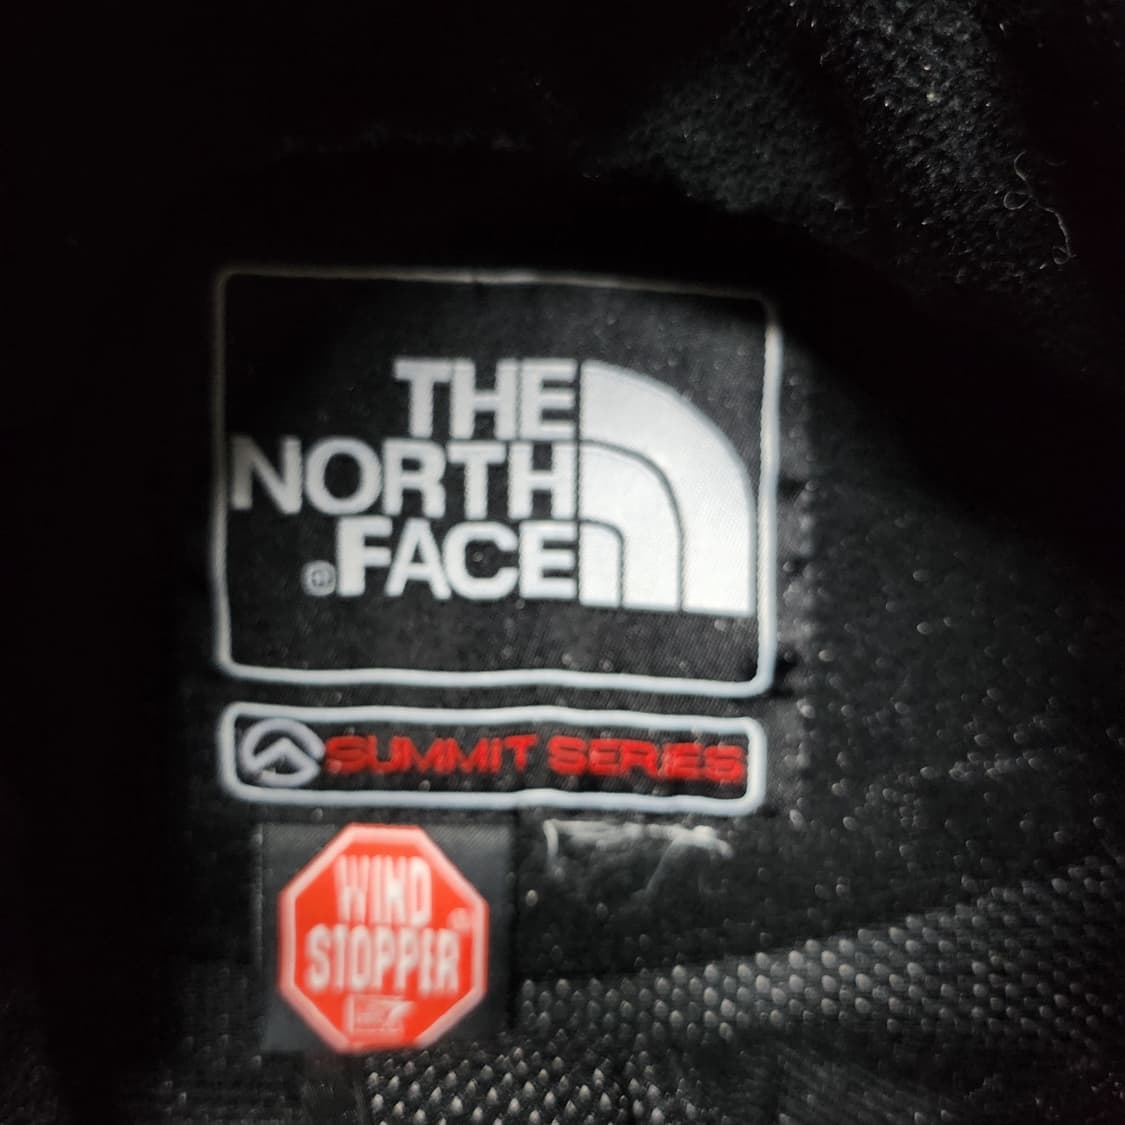 THE
NORTH
®FACE
SUMMIT SERIES
WIND
STOPPER®